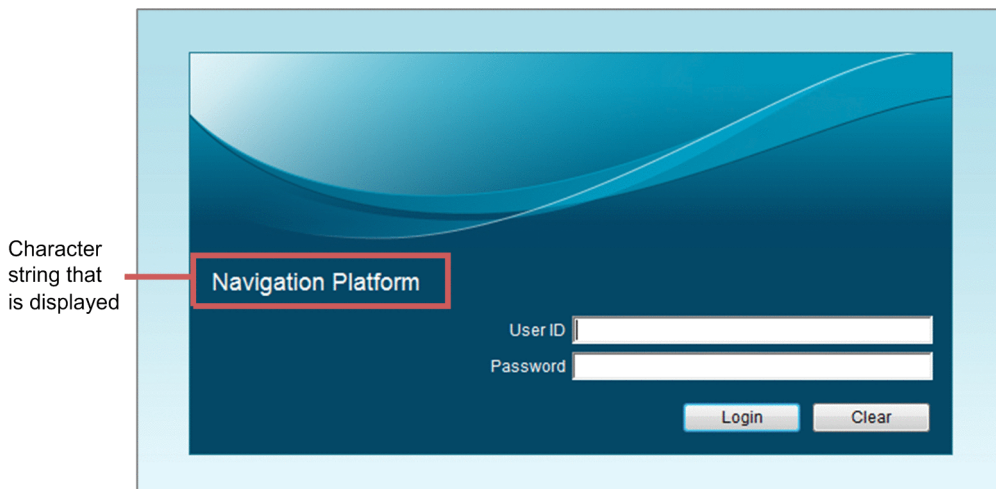 Character
string that
is displayed
Navigation Platform
User ID
Password
Login
Clear